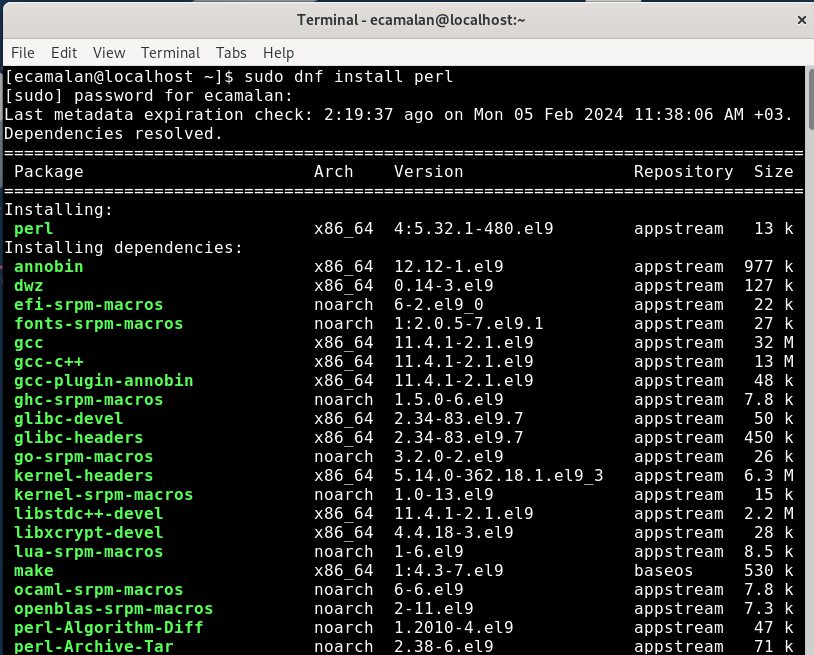 Terminal - ecamalan@localhost:~
×
File Edit View Terminal Tabs Help
[ecamalan@localhost ~]$ sudo dnf install perl
[sudo] password for ecamalan:
Last metadata expiration check: 2:19:37 ago on Mon 05 Feb 2024 11:38:06 AM +03.
Dependencies resolved.
================================================================================
Package Arch Version Repository Size
================================================================================
Installing:
perl x86_64 4:5.32.1-480.el9 appstream 13 k
Installing dependencies:
annobin x86_64 12.12-1.el9 appstream 977 k
dwz x86_64 0.14-3.el9 appstream 127 k
efi-srpm-macros noarch 6-2.el9_0 appstream 22 k
fonts-srpm-macros noarch 1:2.0.5-7.el9.1 appstream 27 k
gcc x86_64 11.4.1-2.1.el9 appstream 32 M
gcc-c++ x86_64 11.4.1-2.1.el9 appstream 13 M
gcc-plugin-annobin x86_64 11.4.1-2.1.el9 appstream 48 k
ghc-srpm-macros noarch 1.5.0-6.el9 appstream 7.8 k
glibc-devel x86_64 2.34-83.el9.7 appstream 50 k
glibc-headers x86_64 2.34-83.el9.7 appstream 450 k
go-srpm-macros noarch 3.2.0-2.el9 appstream 26 k
kernel-headers x86_64 5.14.0-362.18.1.el9_3 appstream 6.3 M
kernel-srpm-macros noarch 1.0-13.el9 appstream 15 k
libstdc++-devel x86_64 11.4.1-2.1.el9 appstream 2.2 M
libxcrypt-devel x86_64 4.4.18-3.el9 appstream 28 k
lua-srpm-macros noarch 1-6.el9 appstream 8.5 k
make x86_64 1:4.3-7.el9 baseos 530 k
ocaml-srpm-macros noarch 6-6.el9 appstream 7.8 k
openblas-srpm-macros noarch 2-11.el9 appstream 7.3 k
perl-Algorithm-Diff noarch 1.2010-4.el9 appstream 47 k
perl-Archive-Tar noarch 2.38-6.el9 appstream 71 k